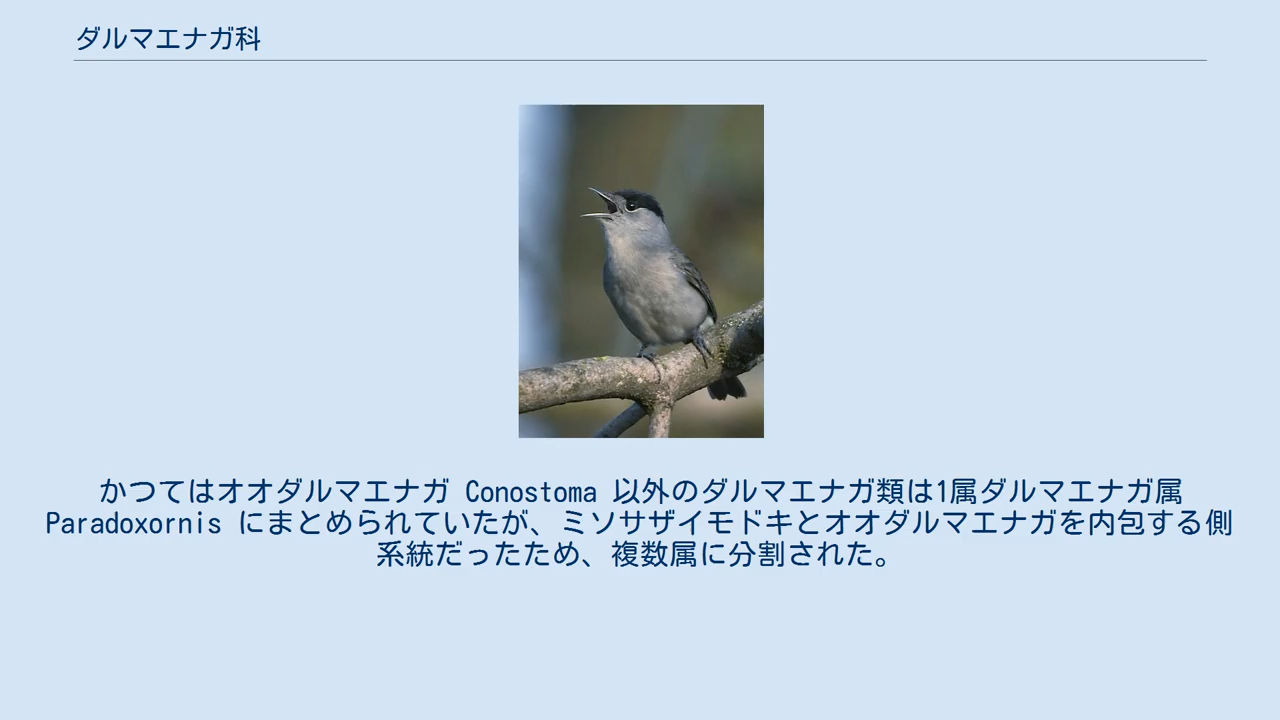 ダルマエナガ科
かつてはオオダルマエナガ Conostoma 以外のダルマエナガ類は1属ダルマエナガ属
Paradoxornis にまとめられていたが、ミソサザイモドキとオオダルマエナガを内包する側
系統だったため、複数属に分割された。